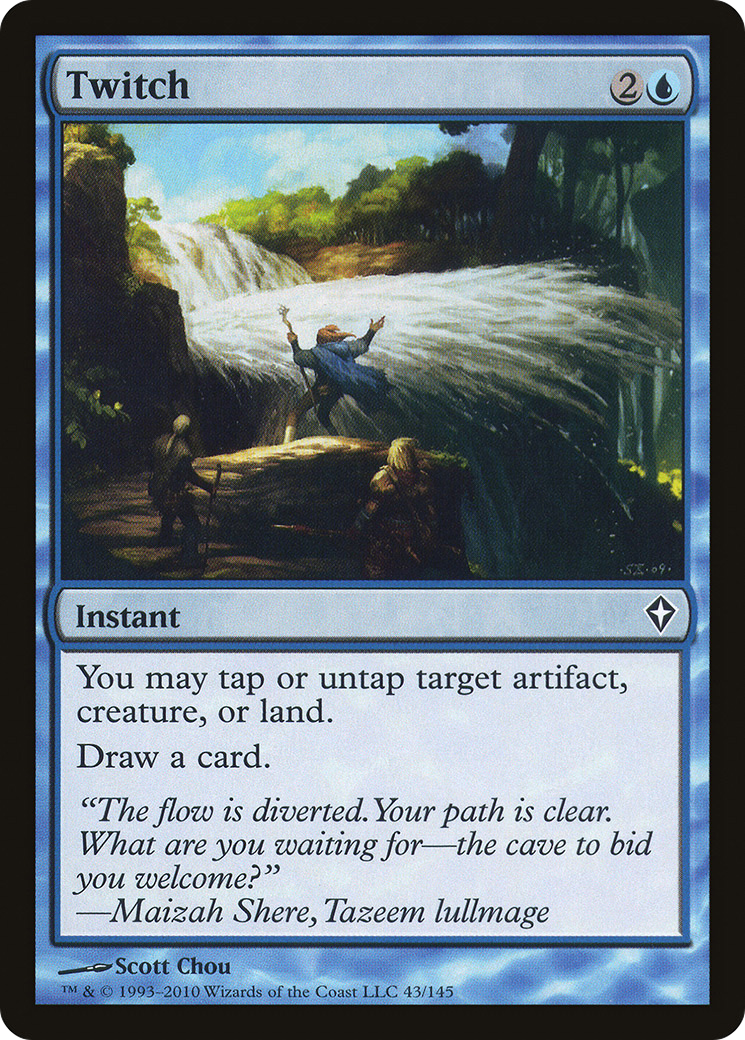 Twitch
2
Instant
You may tap or untap target artifact,
creature, or land.
Draw a card.
“The flow is diverted. Your path is clear.
What are you waiting for—the cave to bid
you welcome?”
—Maizah Shere, Tazeem lullmage
Scott Chou
™ & © 1993–2010 Wizards of the Coast LLC 43/145